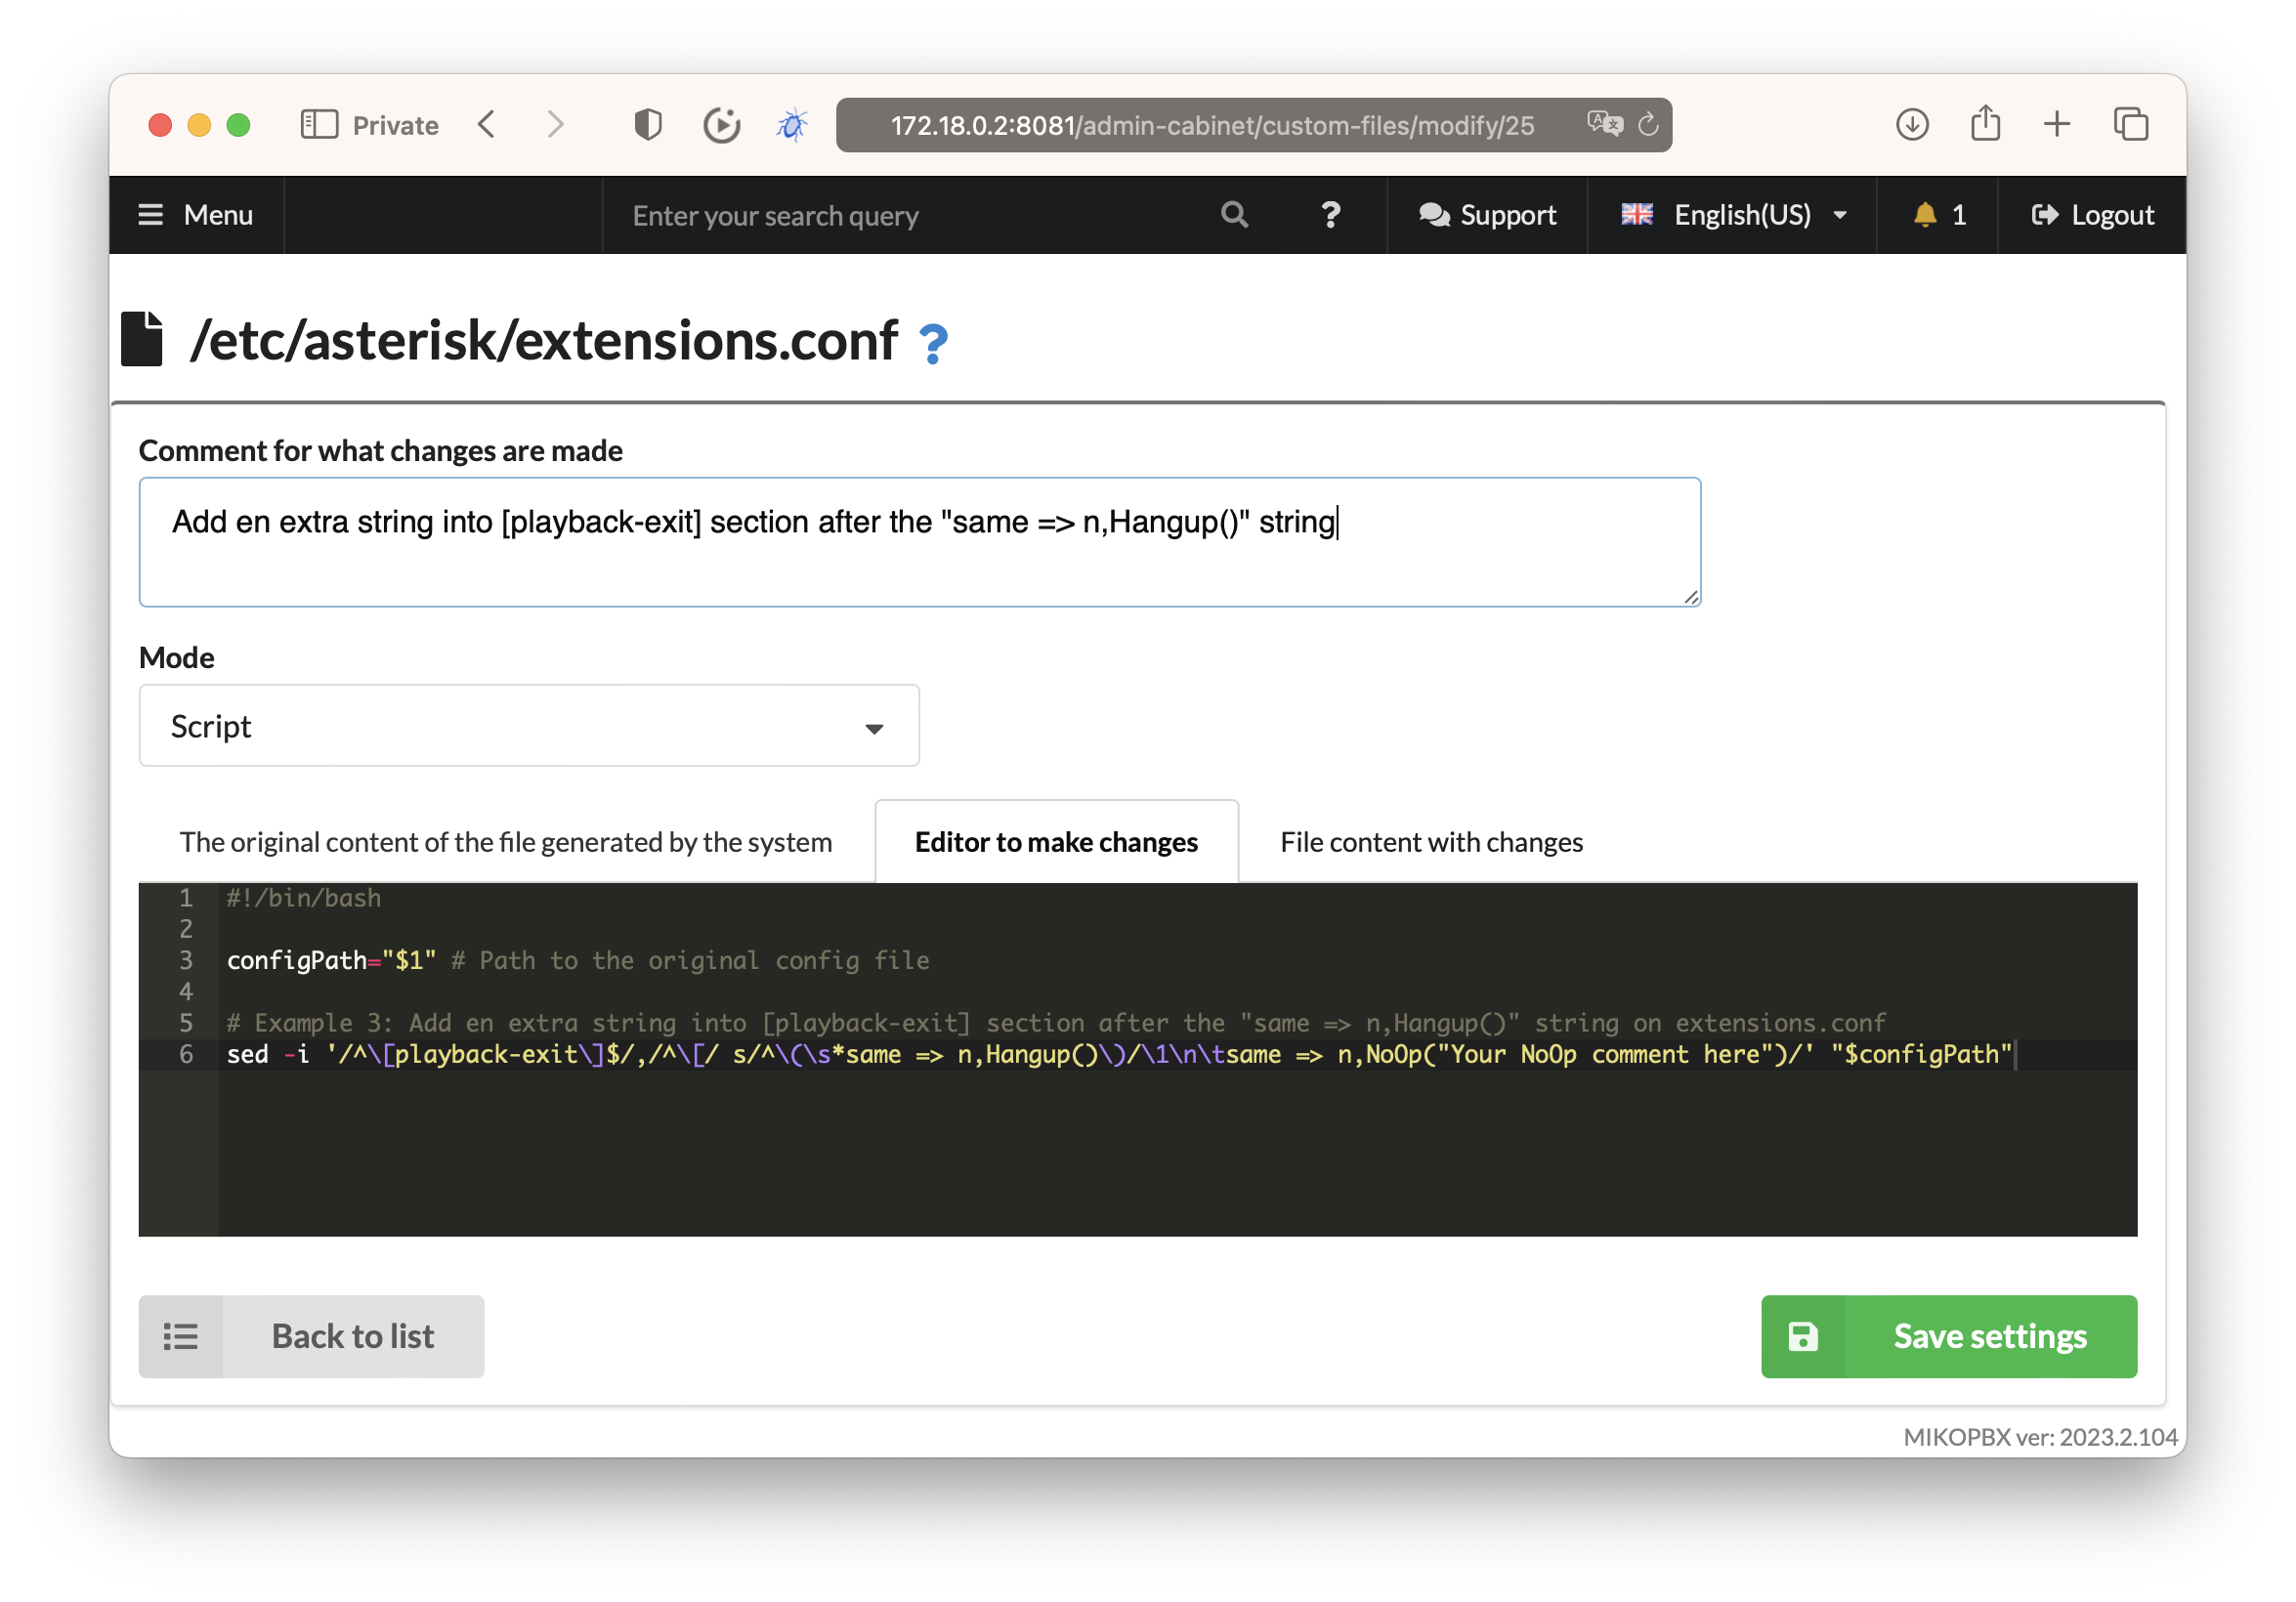 Private
172.18.0.2:8081/admin-cabinet/custom-files/modify/25
Menu
Enter your search query
?
Support
English(US)
1
Logout
/etc/asterisk/extensions.conf ?
Comment for what changes are made
Add en extra string into [playback-exit] section after the "same => n,Hangup()" string
Mode
Script
The original content of the file generated by the system
Editor to make changes
File content with changes
1 #!/bin/bash
2
3 configPath="$1" # Path to the original config file
4
5 # Example 3: Add en extra string into [playback-exit] section after the "same => n,Hangup()" string on extensions.conf
6 sed -i '/^\[playback-exit\]$/,/^\[/ s/^\(\s*same => n,Hangup()\)/\1\n\tsame => n,NoOp("Your NoOp comment here")/' "$configPath"
Back to list
Save settings
MIKOPBX ver: 2023.2.104